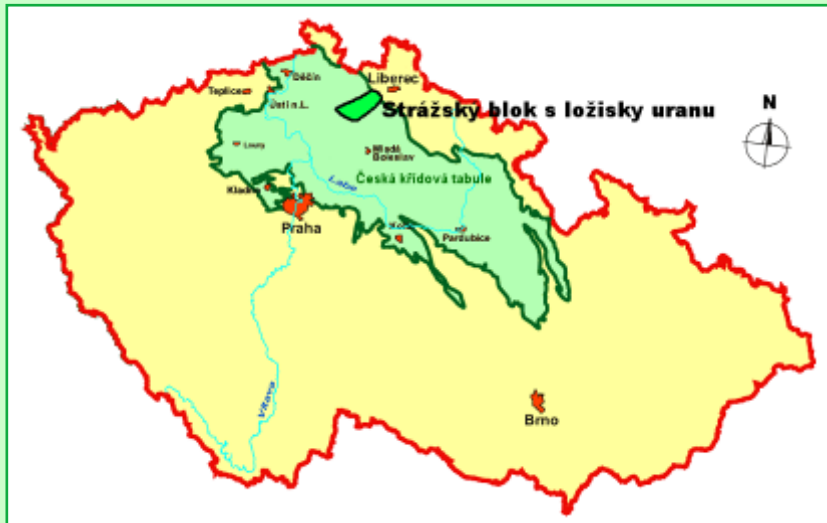 Děčín
Teplice
Liberec
Ústí n.L.
Strážský blok s ložisky uranu
N
Louny
Mladá
Boleslav
Labe
Česká křídová tabule
Kladno
Praha
Pardubice
Vltava
Brno